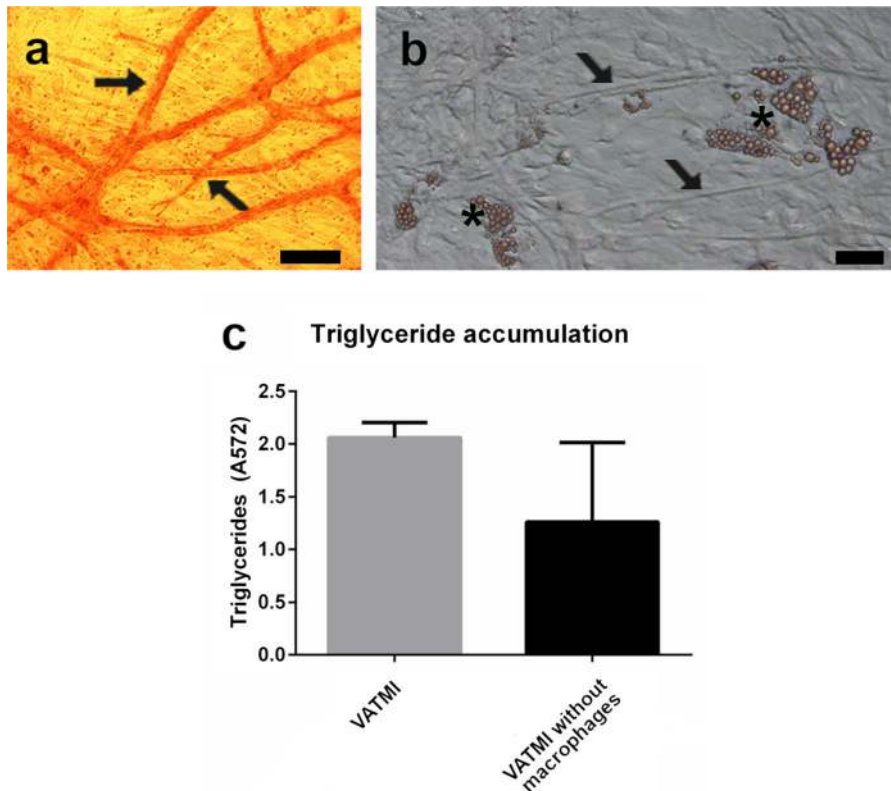 a
b
*
*
c
Triglyceride accumulation
Triglycerides (A572)
2.5
2.0
1.5
1.0
0.5
0.0
VATMI
VATMI without
macrophages